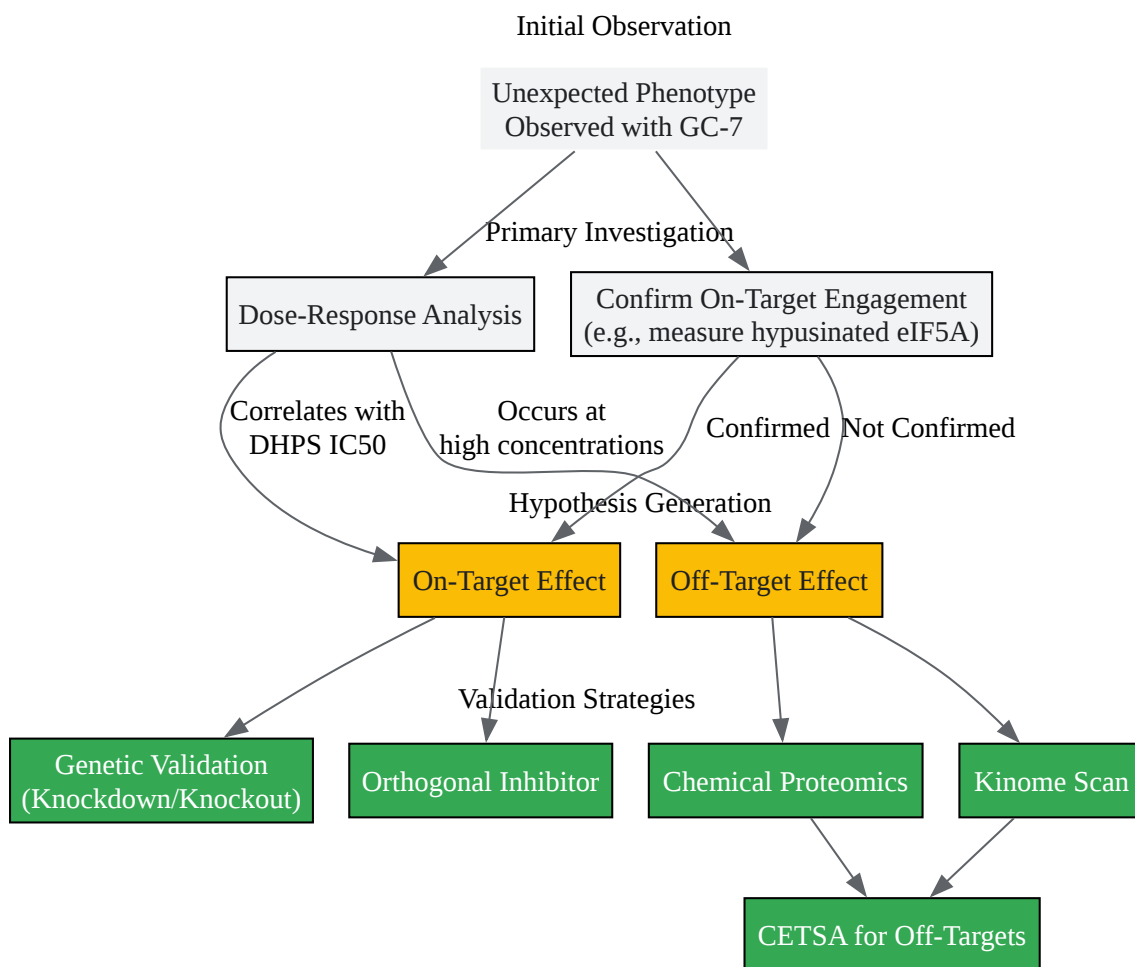 Initial Observation
Unexpected Phenotype
Observed with GC-7
Primary Investigation
Dose-Response Analysis
Confirm On-Target Engagement
(e.g., measure hypusinated eIF5A)
Correlates with
DHPS IC50
Occurs at
high concentrations
Confirmed
Not Confirmed
Hypothesis Generation
On-Target Effect
Off-Target Effect
Validation Strategies
Genetic Validation
(Knockdown/Knockout)
Orthogonal Inhibitor
Chemical Proteomics
Kinome Scan
CETSA for Off-Targets